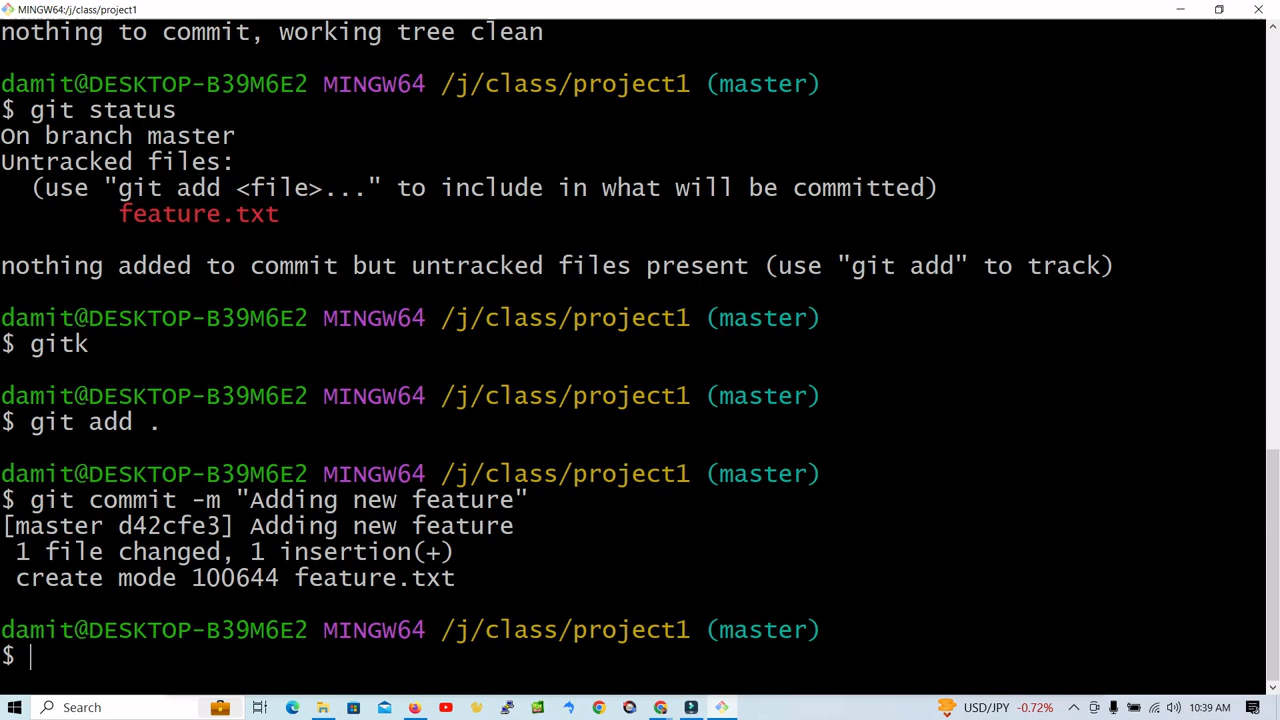 MINGW64:/j/class/project1
nothing to commit, working tree clean
damit@DESKTOP-B39M6E2 MINGW64 /j/class/project1 (master)
$ git status
On branch master
Untracked files:
(use "git add <file>..." to include in what will be committed)
feature.txt
nothing added to commit but untracked files present (use "git add" to track)
damit@DESKTOP-B39M6E2 MINGW64 /j/class/project1 (master)
$ gitk
damit@DESKTOP-B39M6E2 MINGW64 /j/class/project1 (master)
$ git add .
damit@DESKTOP-B39M6E2 MINGW64 /j/class/project1 (master)
$ git commit -m "Adding new feature"
[master d42cfe3] Adding new feature
1 file changed, 1 insertion(+)
create mode 100644 feature.txt
damit@DESKTOP-B39M6E2 MINGW64 /j/class/project1 (master)
$
Search USD/JPY -0.72% 10:39 AM